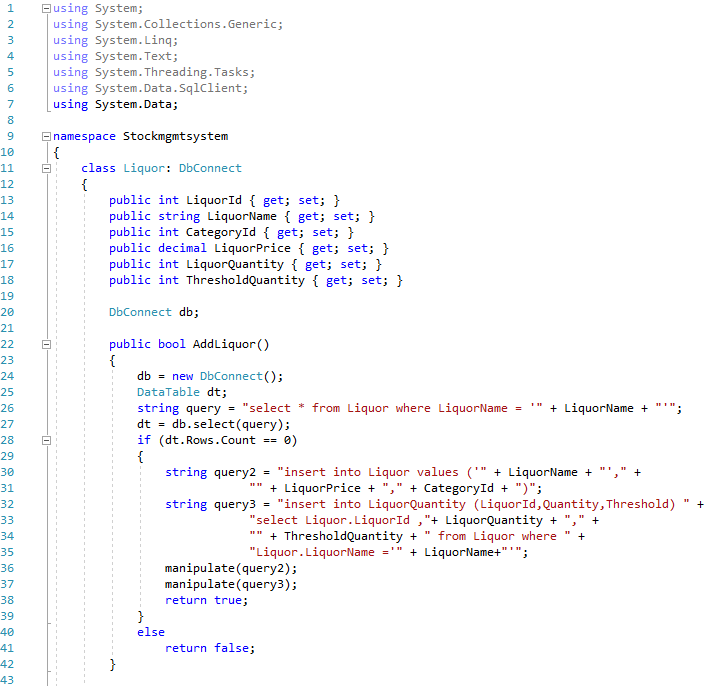 1 using System;
2 using System.Collections.Generic;
3 using System.Linq;
4 using System.Text;
5 using System.Threading.Tasks;
6 using System.Data.SqlClient;
7 using System.Data;
8
9 namespace Stockmgmtsystem
10 {
11 class Liquor: DbConnect
12 {
13 public int LiquorId { get; set; }
14 public string LiquorName { get; set; }
15 public int CategoryId { get; set; }
16 public decimal LiquorPrice { get; set; }
17 public int LiquorQuantity { get; set; }
18 public int ThresholdQuantity { get; set; }
19
20 DbConnect db;
21
22 public bool AddLiquor()
23 {
24 db = new DbConnect();
25 DataTable dt;
26 string query = "select * from Liquor where LiquorName = '" + LiquorName + "'";
27 dt = db.select(query);
28 if (dt.Rows.Count == 0)
29 {
30 string query2 = "insert into Liquor values ('" + LiquorName + "'," +
31 "" + LiquorPrice + "," + CategoryId + ")";
32 string query3 = "insert into LiquorQuantity (LiquorId,Quantity,Threshold) " +
33 "select Liquor.LiquorId ,"+ LiquorQuantity + "," +
34 "" + ThresholdQuantity + " from Liquor where " +
35 "Liquor.LiquorName ='" + LiquorName+"'";
36 manipulate(query2);
37 manipulate(query3);
38 return true;
39 }
40 else
41 return false;
42 }
43